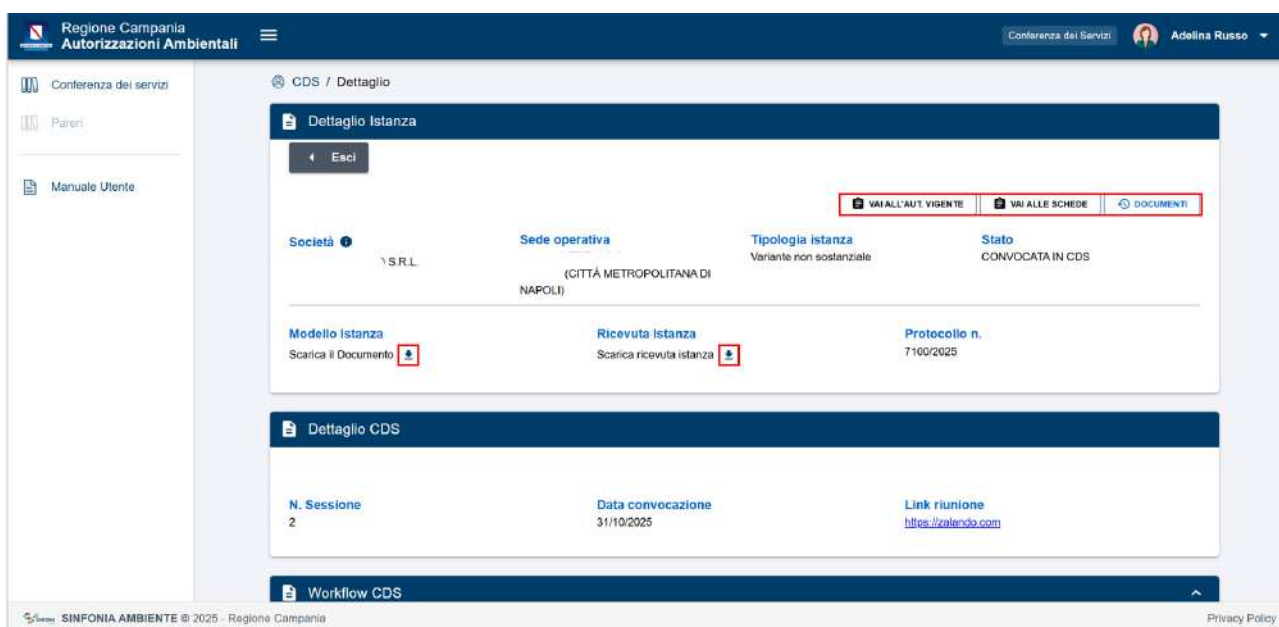 Regione Campania
Autorizzazioni Ambientali
Conferenza dei Servizi
Adelina Russo
Conferenza dei servizi
Pareri
Manuale Utente
CDS / Dettaglio
Dettaglio Istanza
Esci
VAI ALL'AUT. VIGENTE
VAI ALLE SCHEDE
DOCUMENTI
Società
S.R.L.
Sede operativa
(CITTÀ METROPOLITANA DI
NAPOLI)
Tipologia istanza
Variante non sostanziale
Stato
CONVOCATA IN CDS
Modello Istanza
Scarica il Documento
Ricevuta Istanza
Scarica ricevuta istanza
Protocollo n.
7100/2025
Dettaglio CDS
N. Sessione
2
Data convocazione
31/10/2025
Link riunione
https://zalando.com
Workflow CDS
SINFONIA AMBIENTE © 2025 - Regione Campania
Privacy Policy